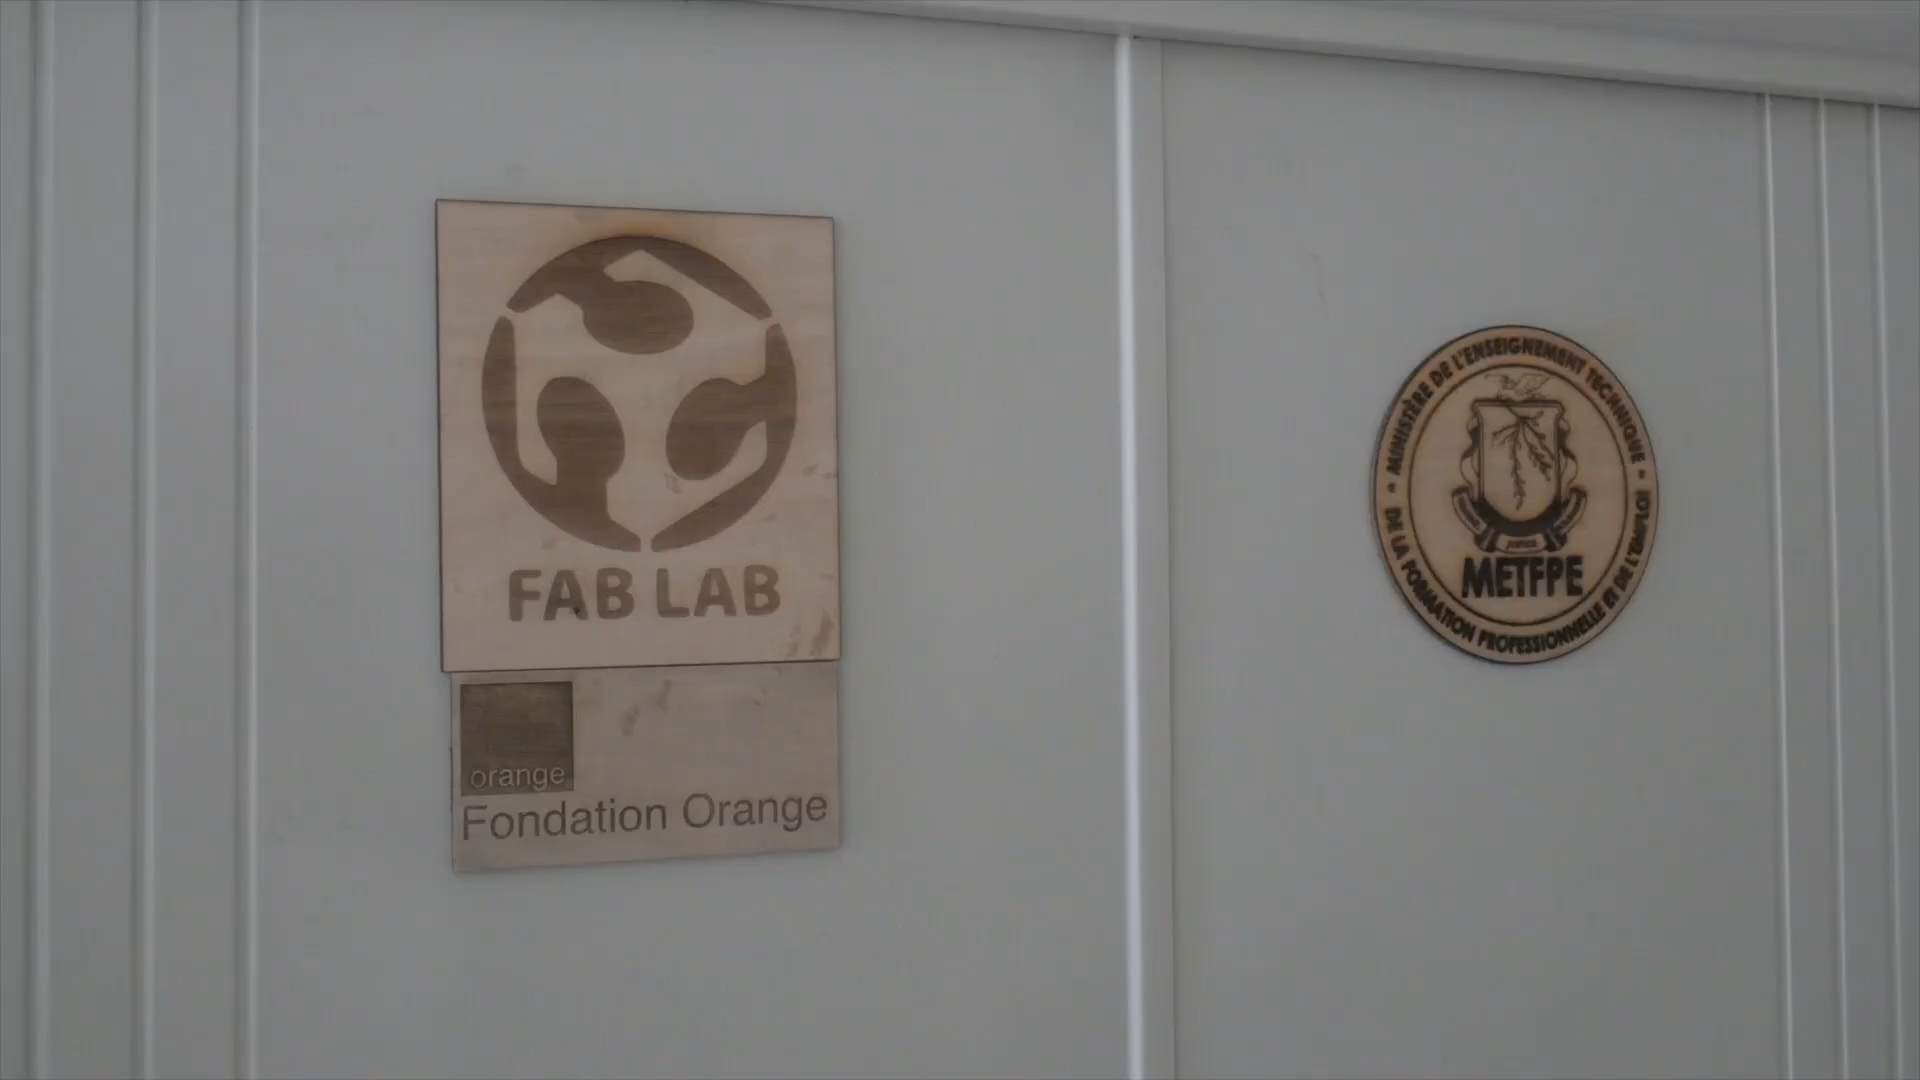 FAB LAB
orange
Fondation Orange
• MINISTÈRE DE L'ENSEIGNEMENT TECHNIQUE •
DE LA FORMATION PROFESSIONNELLE ET DE L'EMPLOI
METFPE